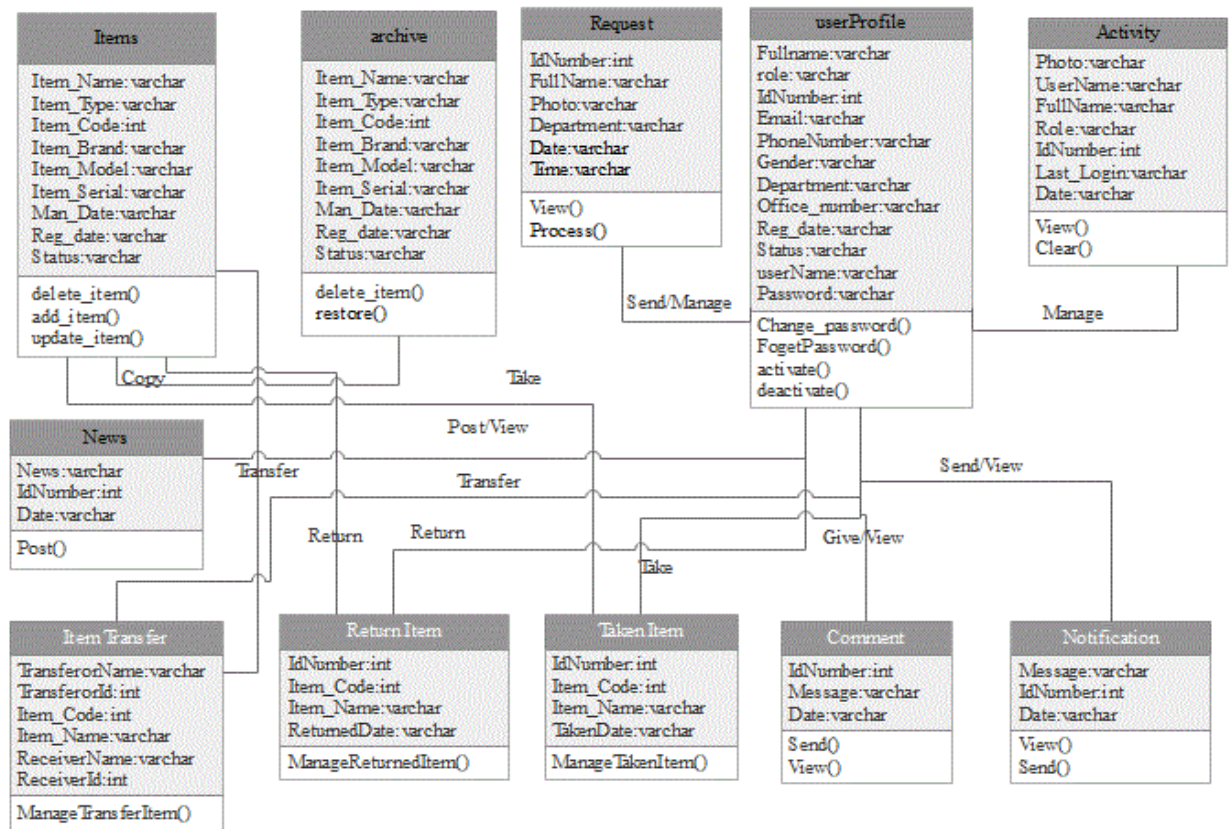 Items
Item_Name:varchar
Item_Type:varchar
Item_Code:int
Item_Brand:varchar
Item_Model:varchar
Item_Serial:varchar
Man_Date:varchar
Reg_date:varchar
Status:varchar
delete_item()
add_item()
update_item()
archive
Item_Name:varchar
Item_Type:varchar
Item_Code:int
Item_Brand:varchar
Item_Model:varchar
Item_Serial:varchar
Man_Date:varchar
Reg_date:varchar
Status:varchar
delete_item()
restore()
Request
IdNumber:int
FullName:varchar
Photo:varchar
Department:varchar
Date:varchar
Time:varchar
View()
Process()
userProfile
Fullname:varchar
role:varchar
IdNumber:int
Email:varchar
PhoneNumber:varchar
Gender:varchar
Department:varchar
Office_number:varchar
Reg_date:varchar
Status:varchar
userName:varchar
Password:varchar
Change_password()
FogetPassword()
activate()
deactivate()
Activity
Photo:varchar
UserName:varchar
FullName:varchar
Role:varchar
IdNumber:int
Last_Login:varchar
Date:varchar
View()
Clear()
Send/Manage
Manage
Copy
Take
Post/View
Transfer
Transfer
Send/View
Return
Return
Give/View
Take
News
News:varchar
IdNumber:int
Date:varchar
Post()
Item Transfer
TransferorName:varchar
TransferorId:int
Item_Code:int
Item_Name:varchar
ReceiverName:varchar
ReceiverId:int
ManageTransferItem()
ReturnItem
IdNumber:int
Item_Code:int
Item_Name:varchar
ReturnedDate:varchar
ManageReturnedItem()
TakenItem
IdNumber:int
Item_Code:int
Item_Name:varchar
TakenDate:varchar
ManageTakenItem()
Comment
IdNumber:int
Message:varchar
Date:varchar
Send()
View()
Notification
Message:varchar
IdNumber:int
Date:varchar
View()
Send()